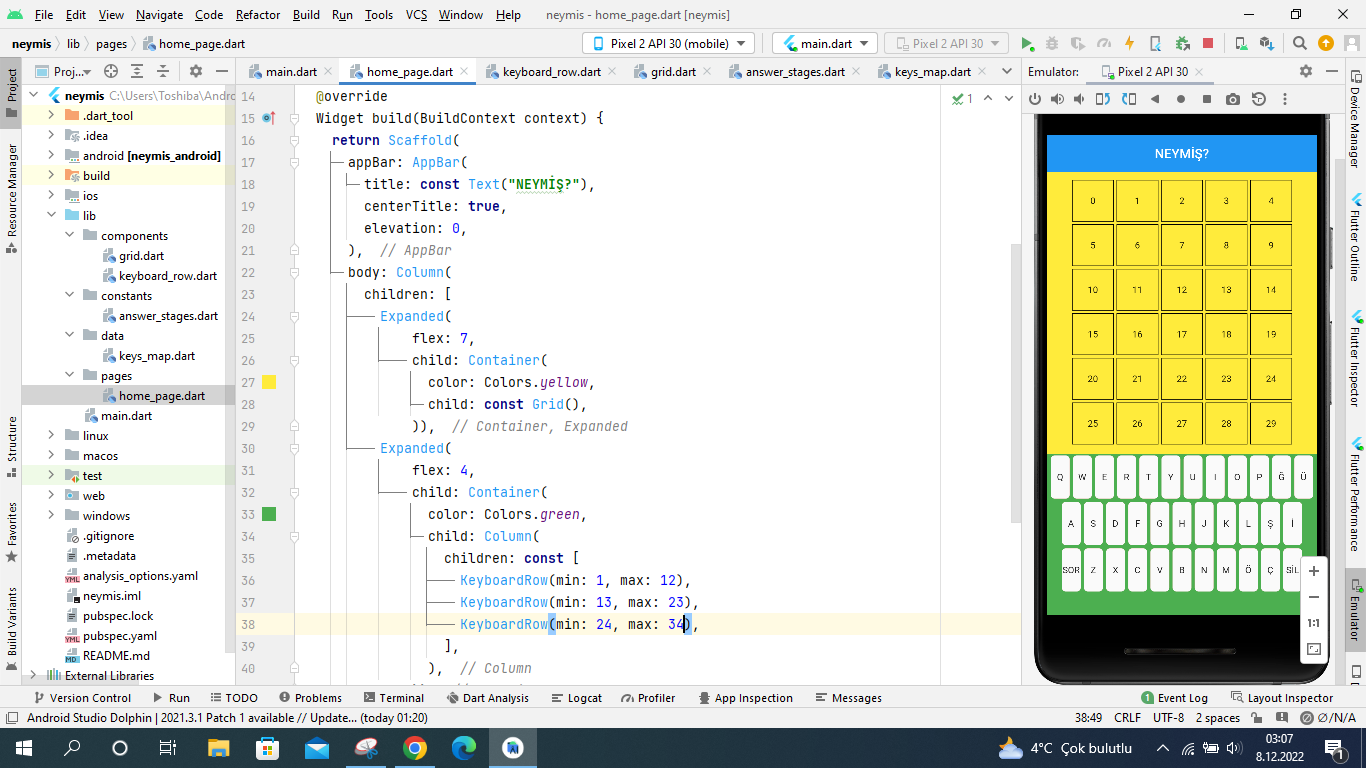 File Edit View Navigate Code Refactor Build Run Tools VCS Window Help neymis - home_page.dart [neymis]
neymis lib pages home_page.dart Pixel 2 API 30 (mobile) main.dart Pixel 2 API 30
Project Proj... main.dart home_page.dart keyboard_row.dart grid.dart answer_stages.dart keys_map.dart Emulator: Pixel 2 API 30
neymis C:\Users\Toshiba\Andro
.dart_tool
.idea
android [neymis_android]
build
ios
lib
components
grid.dart
keyboard_row.dart
constants
answer_stages.dart
data
keys_map.dart
pages
home_page.dart
main.dart
linux
macos
test
web
windows
.gitignore
.metadata
analysis_options.yaml
neymis.iml
pubspec.lock
pubspec.yaml
README.md
External Libraries
Resource Manager
Structure
Favorites
Build Variants
14 @override
15 Widget build(BuildContext context) {
16 return Scaffold(
17 appBar: AppBar(
18 title: const Text("NEYMİŞ?"),
19 centerTitle: true,
20 elevation: 0,
21 ), // AppBar
22 body: Column(
23 children: [
24 Expanded(
25 flex: 7,
26 child: Container(
27 color: Colors.yellow,
28 child: const Grid(),
29 )), // Container, Expanded
30 Expanded(
31 flex: 4,
32 child: Container(
33 color: Colors.green,
34 child: Column(
35 children: const [
36 KeyboardRow(min: 1, max: 12),
37 KeyboardRow(min: 13, max: 23),
38 KeyboardRow(min: 24, max: 34),
39 ],
40 ), // Column
1
NEYMİŞ?
0 1 2 3 4
5 6 7 8 9
10 11 12 13 14
15 16 17 18 19
20 21 22 23 24
25 26 27 28 29
Q W E R T Y U I O P Ğ Ü
A S D F G H J K L Ş İ
SOR Z X C V B N M Ö Ç SİL
1:1
Device Manager
Flutter Outline
Flutter Inspector
Flutter Performance
Emulator
Version Control Run TODO Problems Terminal Dart Analysis Logcat Profiler App Inspection Messages 1 Event Log Layout Inspector
Android Studio Dolphin | 2021.3.1 Patch 1 available // Update... (today 01:20) 38:49 CRLF UTF-8 2 spaces Ø/N/A
4°C Çok bulutlu 03:07
8.12.2022 1